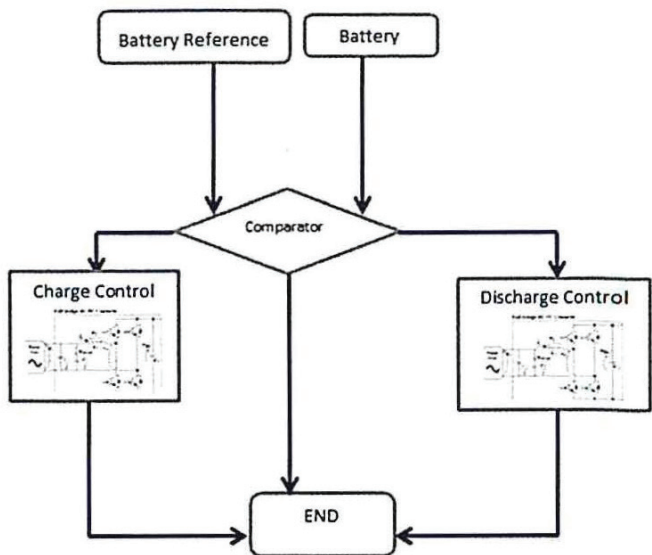 Battery Reference
Battery
Comparator
Charge Control
Discharge Control
END